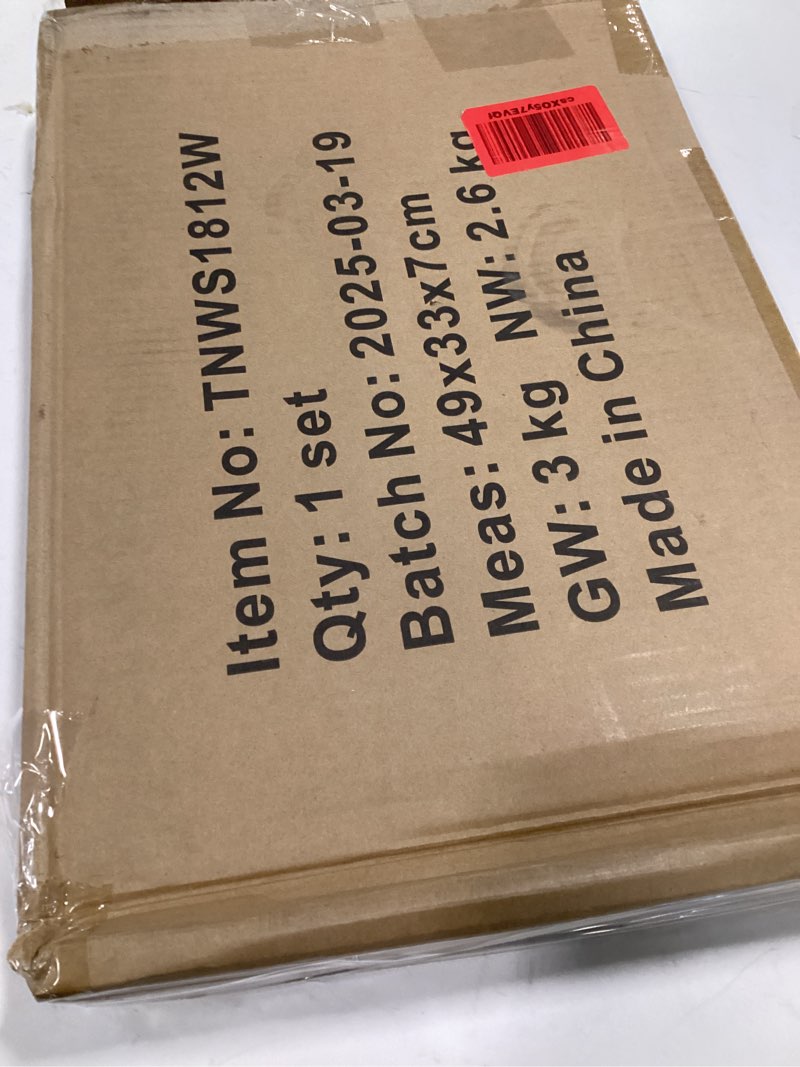 Item No: TNWS1812W
Qty: 1 set
Batch No: 2025-03-19
Meas: 49x33x7cm
GW: 3 kg NW: 2.6 kg
Made in China
csXO5y7EVQf